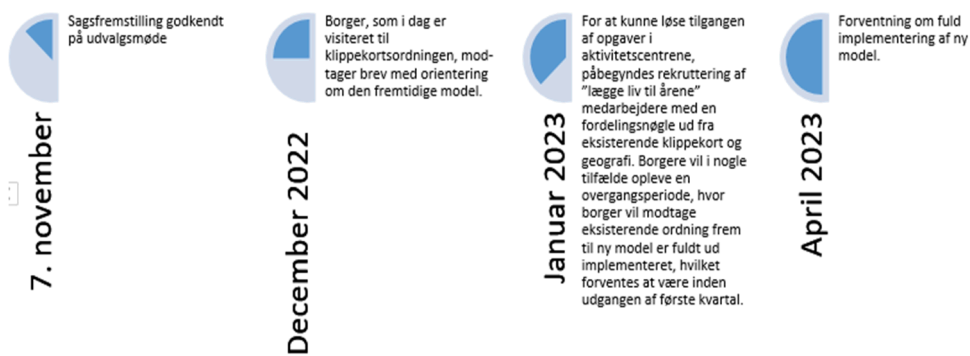 7. november
Sagsfremstilling godkendt
på udvalgsmøde
December 2022
Borger, som i dag er
visiteret til
klippekortsordningen, mod-
tager brev med orientering
om den fremtidige model.
Januar 2023
For at kunne løse tilgangen
af opgaver i
aktivitetscentrene,
påbegyndes rekruttering af
”lægge liv til årene”
medarbejdere med en
fordelingsnøgle ud fra
eksisterende klippekort og
geografi. Borgere vil i nogle
tilfælde opleve en
overgangsperiode, hvor
borger vil modtage
eksisterende ordning frem
til ny model er fuldt ud
implementeret, hvilket
forventes at være inden
udgangen af første kvartal.
April 2023
Forventning om fuld
implementering af ny
model.